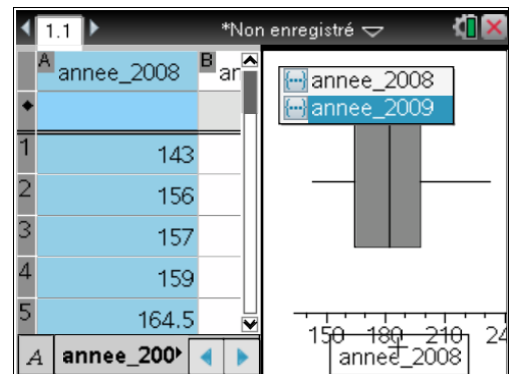 1.1
*Non enregistré
A annee_2008
B an
1 143
2 156
3 157
4 159
5 164.5
A annee_200
annee_2008
annee_2009
150 180 210 24
annee_2008